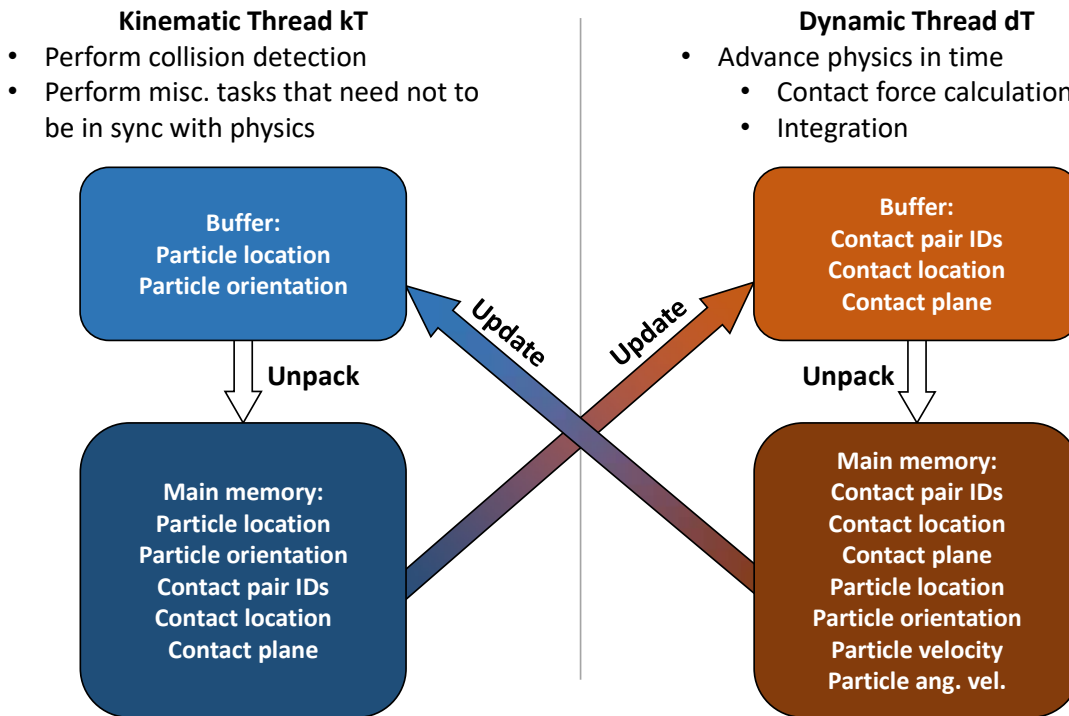 Kinematic Thread kT
• Perform collision detection
• Perform misc. tasks that need not to
be in sync with physics
Dynamic Thread dT
• Advance physics in time
• Contact force calculation
• Integration
Buffer:
Particle location
Particle orientation
Buffer:
Contact pair IDs
Contact location
Contact plane
Update
Update
Unpack
Unpack
Main memory:
Particle location
Particle orientation
Contact pair IDs
Contact location
Contact plane
Main memory:
Contact pair IDs
Contact location
Contact plane
Particle location
Particle orientation
Particle velocity
Particle ang. vel.